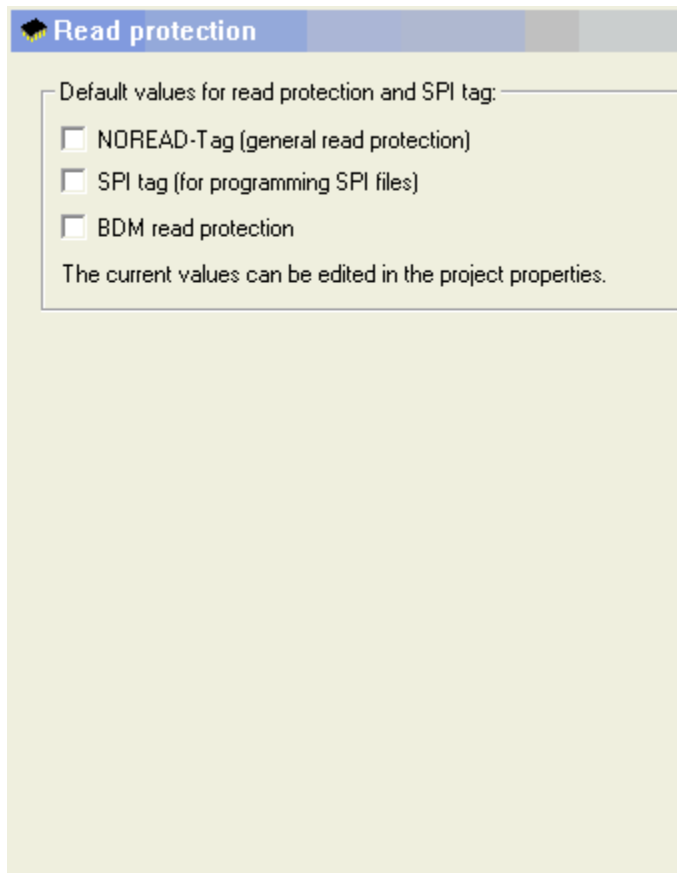 Read protection
Default values for read protection and SPI tag:
NOREAD-Tag (general read protection)
SPI tag (for programming SPI files)
BDM read protection
The current values can be edited in the project properties.